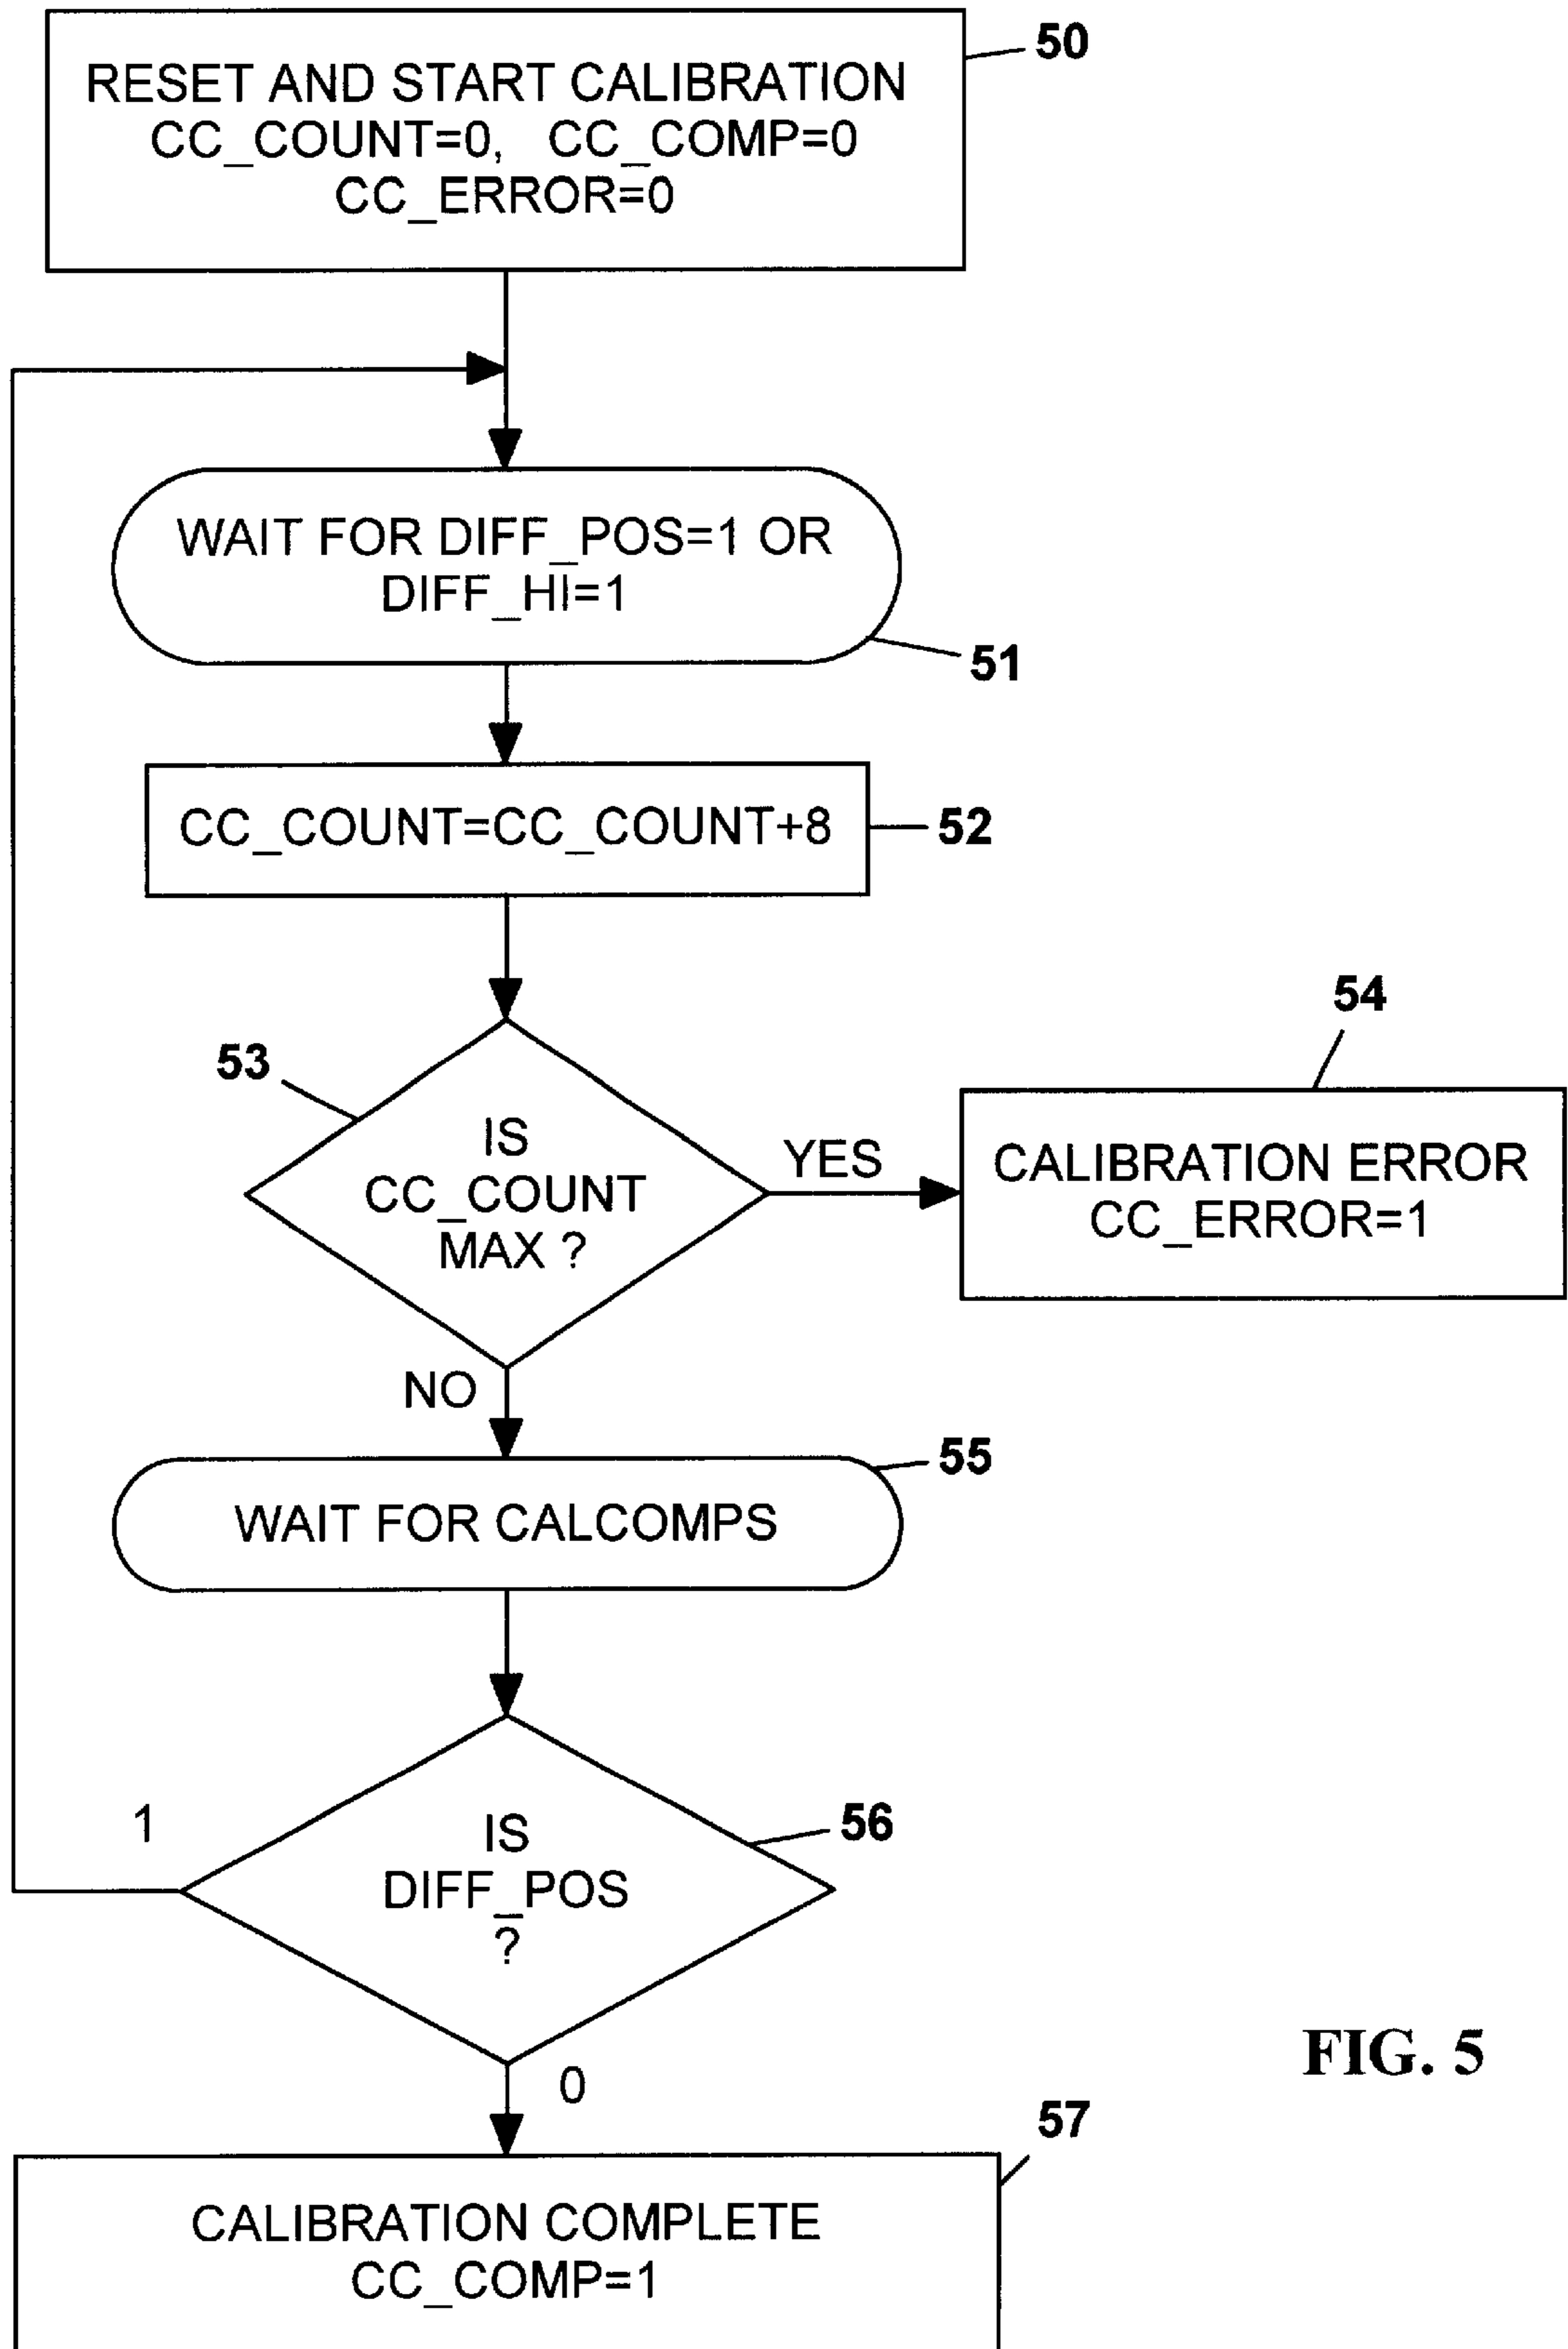 50
RESET AND START CALIBRATION
CC_COUNT=0, CC_COMP=0
CC_ERROR=0
WAIT FOR DIFF_POS=1 OR
DIFF_HI=1
51
CC_COUNT=CC_COUNT+8
52
53
IS
CC_COUNT
MAX ?
YES
54
CALIBRATION ERROR
CC_ERROR=1
NO
55
WAIT FOR CALCOMPS
1
IS
DIFF_POS
?
56
0
FIG. 5
57
CALIBRATION COMPLETE
CC_COMP=1